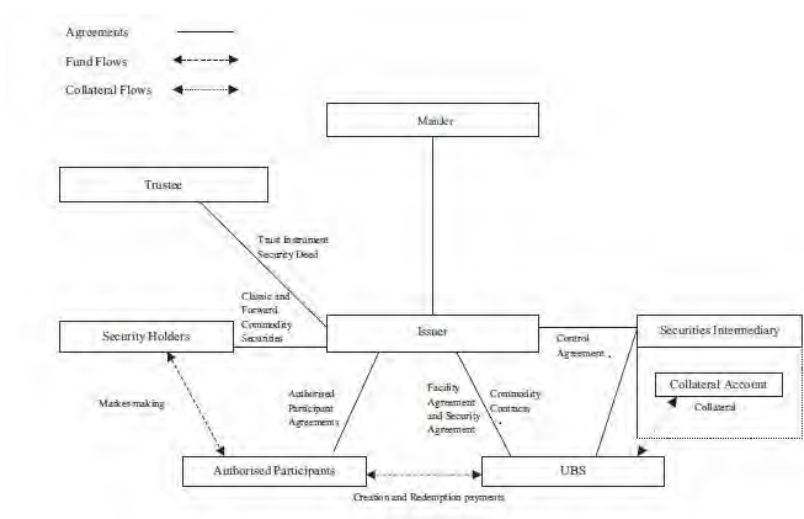 Agreements
Fund Flows
Collateral Flows
Manler
Trustee
Trust Instrument
Security Deed
Classic and
Forward
Commodity
Securities
Security Holders
Issuer
Control
Agreement
Securities Intermediary
Collateral Account
Collateral
Market-making
Authorised
Participant
Agreements
Facility
Agreement
and Security
Agreement
Commodity
Contracts
Authorised Participants
UBS
Creation and Redemption payments